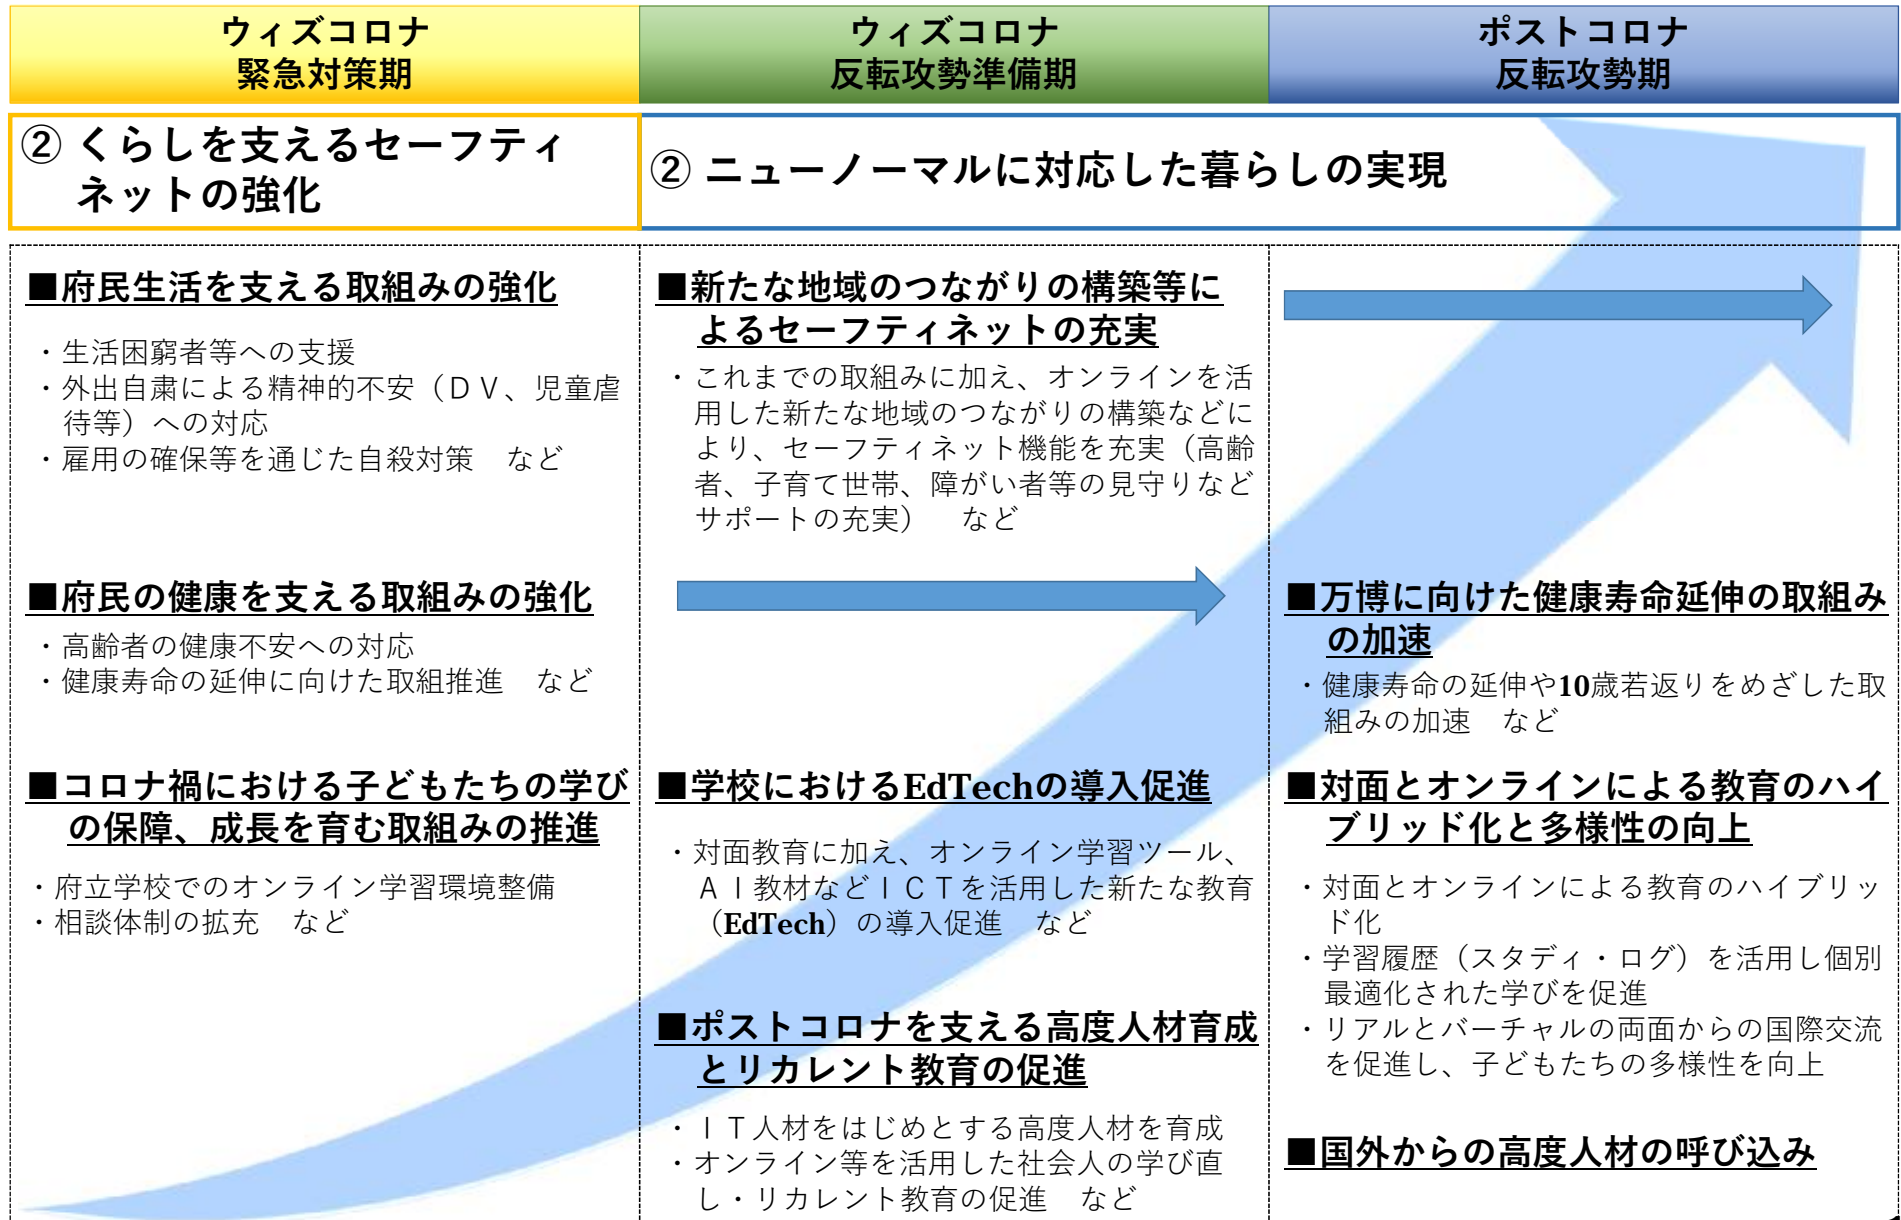 ウィズコロナ
緊急対策期
ウィズコロナ
反転攻勢準備期
ポストコロナ
反転攻勢期
② くらしを支えるセーフティ
ネットの強化
② ニューノーマルに対応した暮らしの実現
■府民生活を支える取組みの強化
・生活困窮者等への支援
・外出自粛による精神的不安（ＤＶ、児童虐
待等）への対応
・雇用の確保等を通じた自殺対策　など
■府民の健康を支える取組みの強化
・高齢者の健康不安への対応
・健康寿命の延伸に向けた取組推進　など
■コロナ禍における子どもたちの学び
の保障、成長を育む取組みの推進
・府立学校でのオンライン学習環境整備
・相談体制の拡充　など
■新たな地域のつながりの構築等に
よるセーフティネットの充実
・これまでの取組みに加え、オンラインを活
用した新たな地域のつながりの構築などに
より、セーフティネット機能を充実（高齢
者、子育て世帯、障がい者等の見守りなど
サポートの充実）　など
■学校におけるEdTechの導入促進
・対面教育に加え、オンライン学習ツール、
ＡＩ教材などＩＣＴを活用した新たな教育
（EdTech）の導入促進　など
■ポストコロナを支える高度人材育成
とリカレント教育の促進
・ＩＴ人材をはじめとする高度人材を育成
・オンライン等を活用した社会人の学び直
し・リカレント教育の促進　など
■万博に向けた健康寿命延伸の取組み
の加速
・健康寿命の延伸や10歳若返りをめざした取
組みの加速　など
■対面とオンラインによる教育のハイ
ブリッド化と多様性の向上
・対面とオンラインによる教育のハイブリッ
ド化
・学習履歴（スタディ・ログ）を活用し個別
最適化された学びを促進
・リアルとバーチャルの両面からの国際交流
を促進し、子どもたちの多様性を向上
■国外からの高度人材の呼び込み